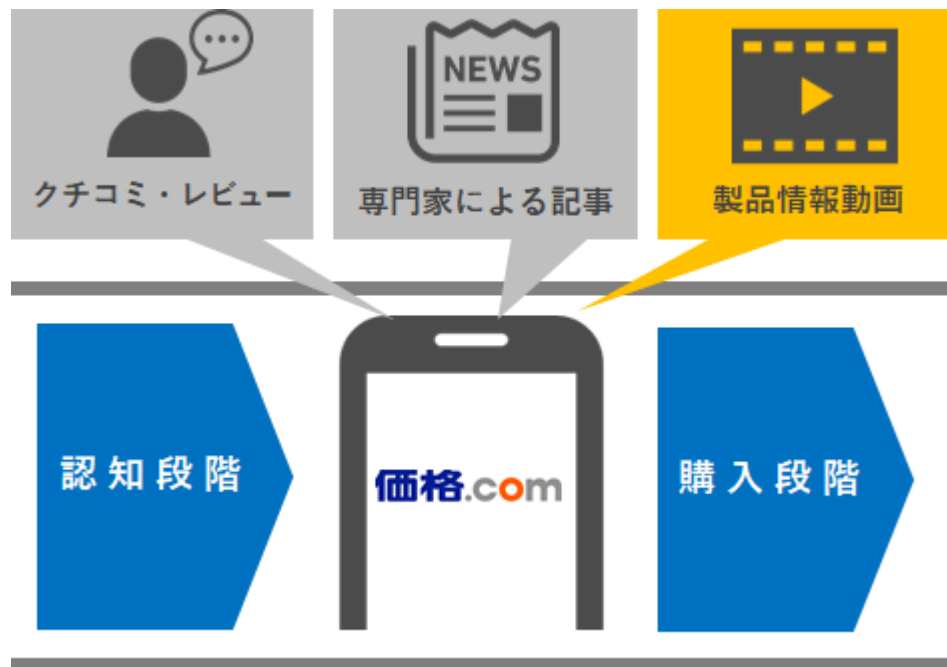 NEWS
クチコミ・レビュー
専門家による記事
製品情報動画
認知段階
価格.com
購入段階